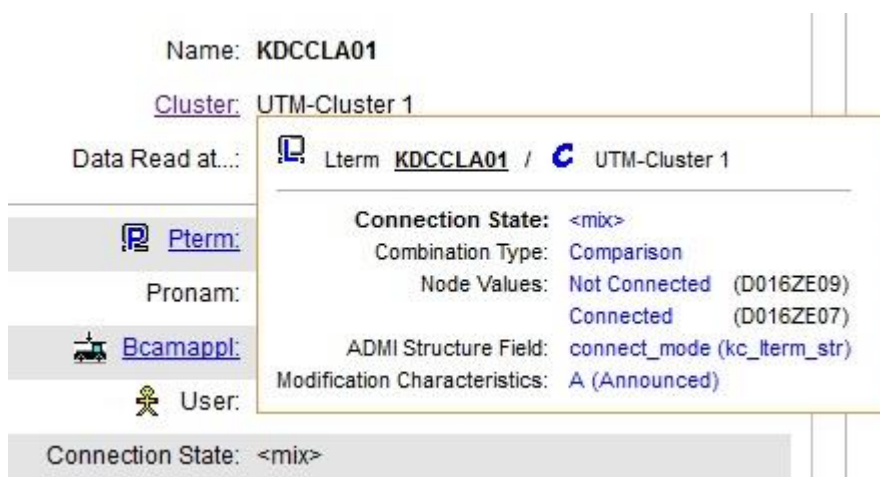 Name: KDCCLA01
Cluster: UTM-Cluster 1
Data Read at...:
L Lterm KDCCLA01 / C UTM-Cluster 1
Connection State: <mix>
Combination Type: Comparison
Node Values: Not Connected (D016ZE09)
Connected (D016ZE07)
ADMI Structure Field: connect_mode (kc_lterm_str)
Modification Characteristics: A (Announced)
P Pterm:
Pronam:
Bcamappl:
User:
Connection State: <mix>